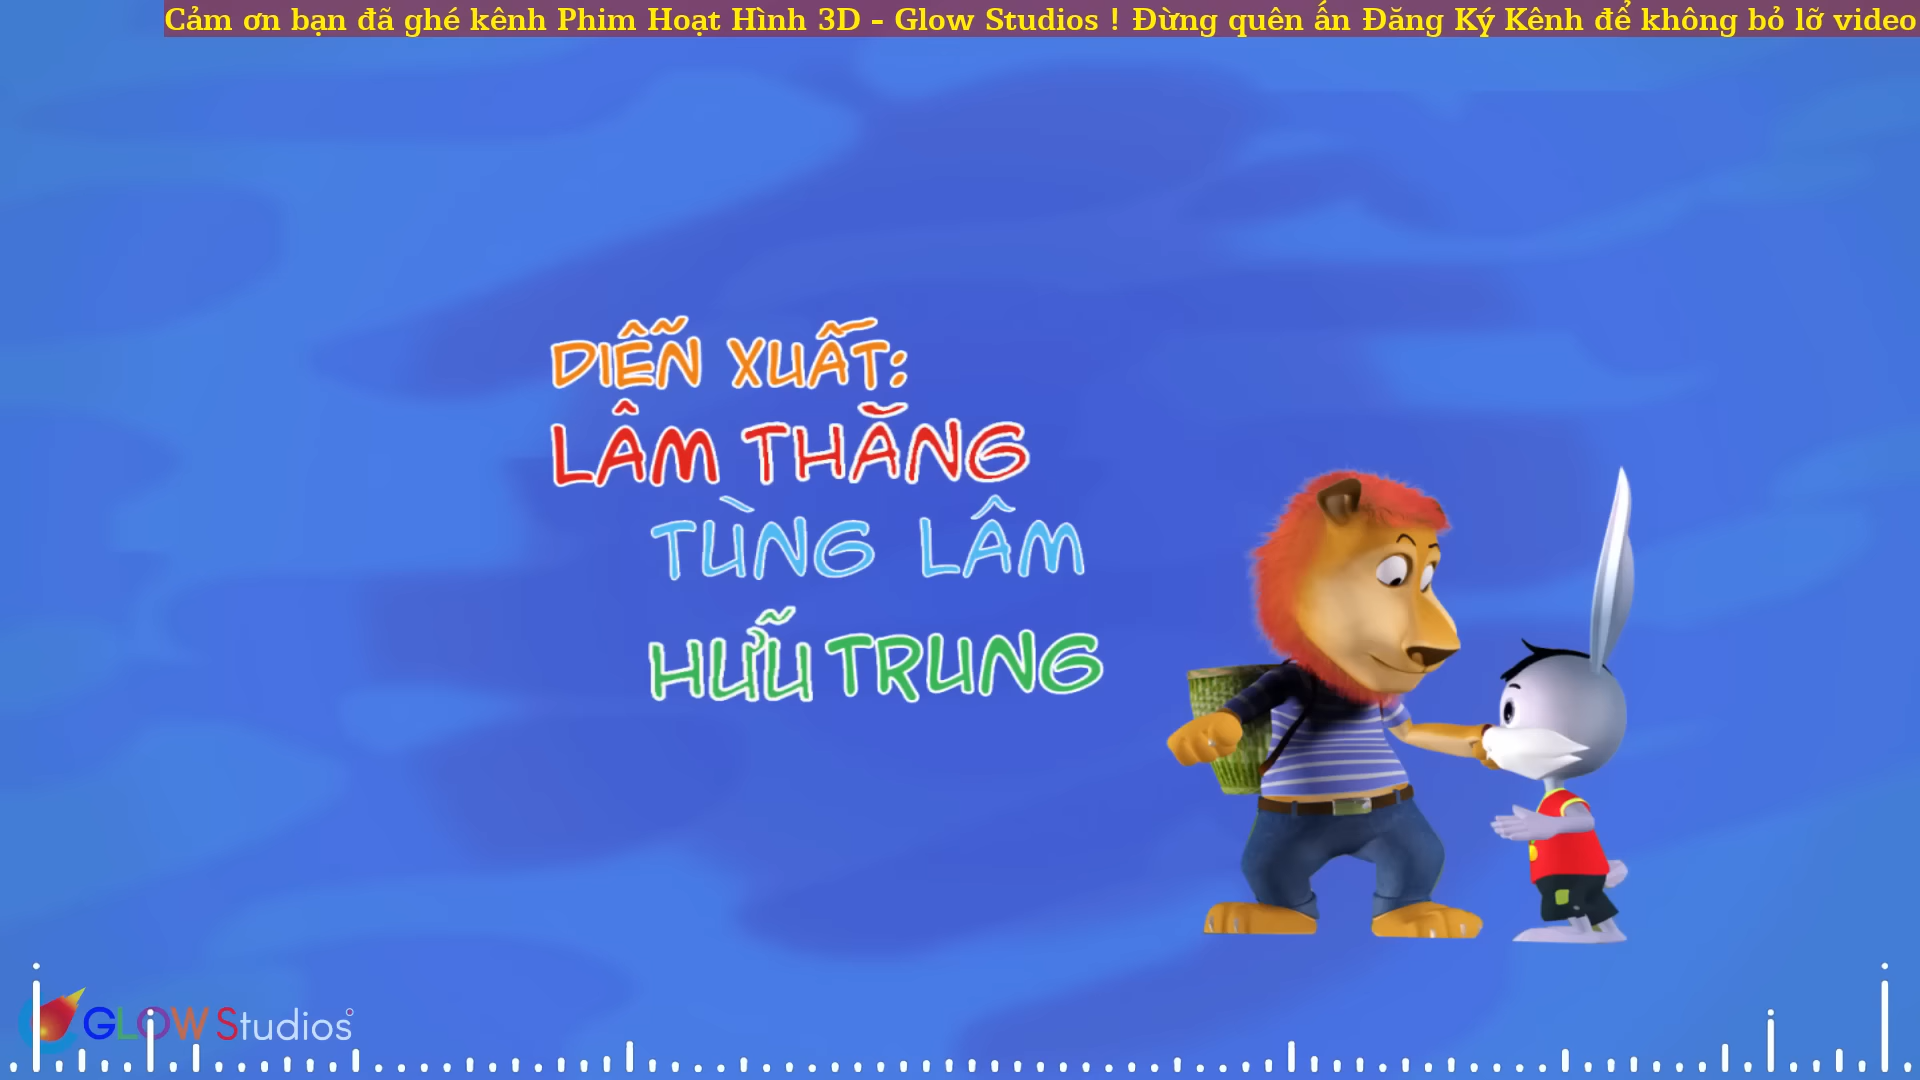 Cảm ơn bạn đã ghé kênh Phim Hoạt Hình 3D – Glow Studios ! Đừng quên ấn Đăng Ký Kênh để không bỏ lỡ video
DIỄN XUẤT:
LÂM THẮNG
TÙNG LÂM
HỮU TRUNG
GLOW Studios